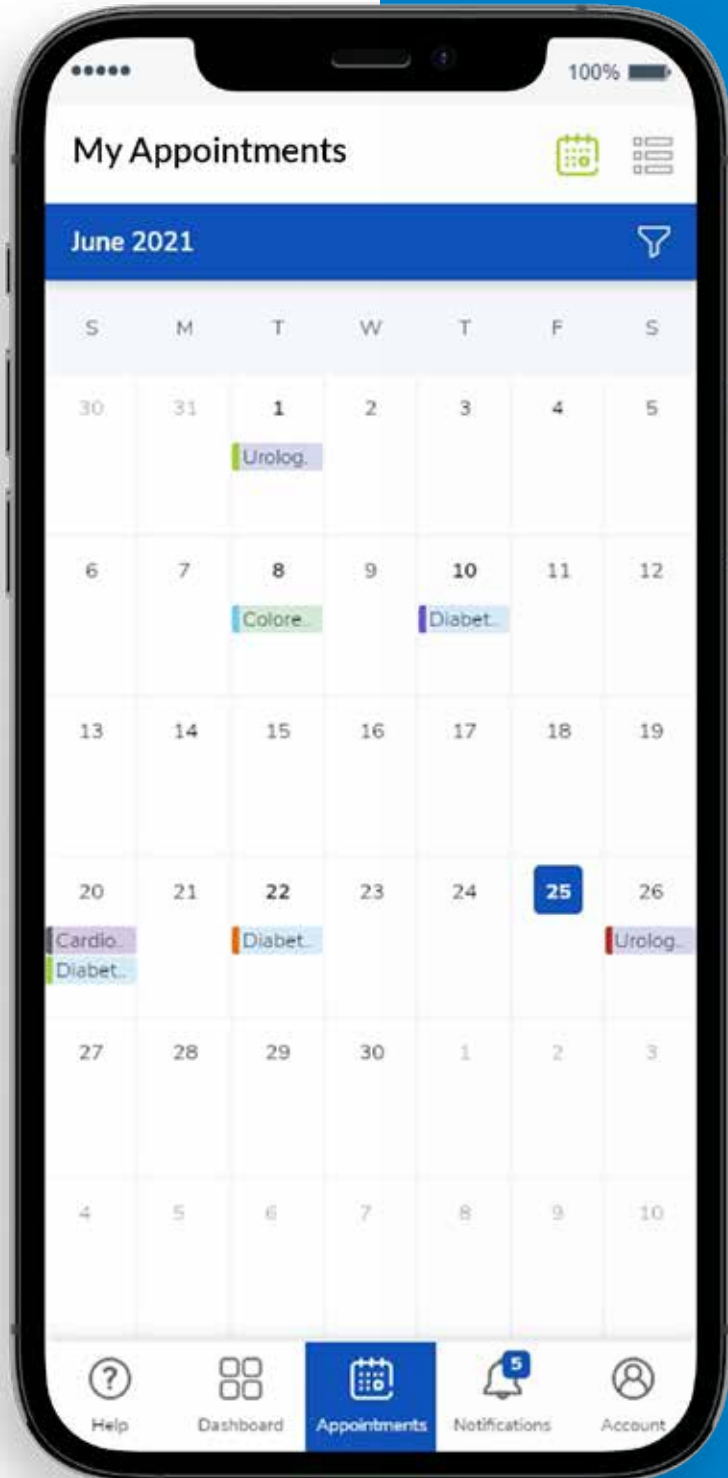 100%
My Appointments
June 2021
S M T W T F S
30 31 1 2 3 4 5
Urolog.
6 7 8 9 10 11 12
Colore.. Diabet..
13 14 15 16 17 18 19
20 21 22 23 24 25 26
Cardio.. Diabet.. Urolog..
Diabet..
27 28 29 30 1 2 3
4 5 6 7 8 9 10
5
Help Dashboard Appointments Notifications Account